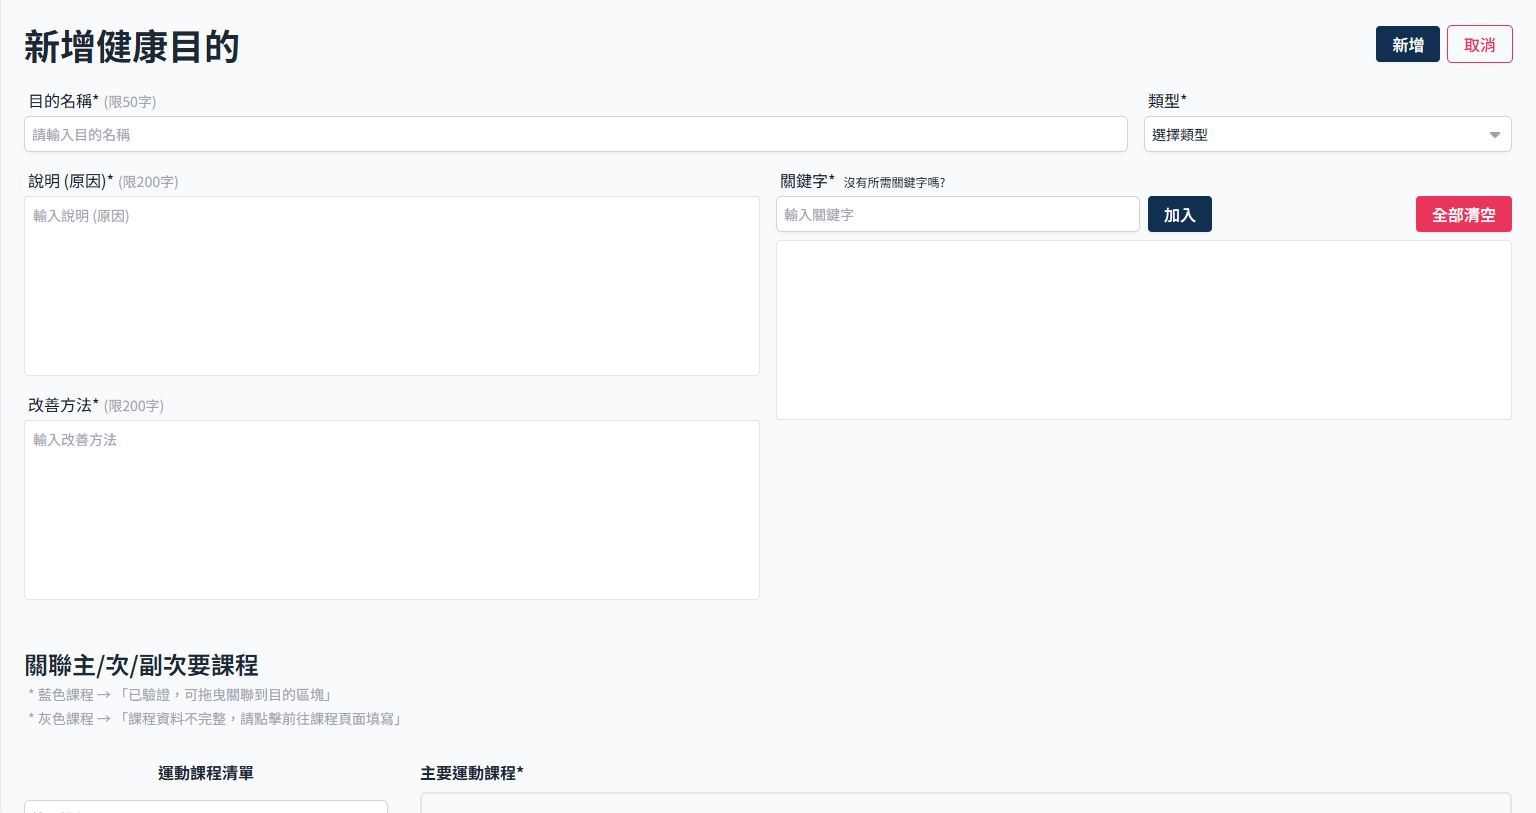 新增健康目的
新增
取消
目的名稱* (限50字)
類型*
請輸入目的名稱
選擇類型
說明 (原因)* (限200字)
關鍵字* 沒有所需關鍵字嗎?
輸入說明 (原因)
輸入關鍵字
加入
全部清空
改善方法* (限200字)
輸入改善方法
關聯主/次/副次要課程
* 藍色課程 → 「已驗證，可拖曳關聯到目的區塊」
* 灰色課程 → 「課程資料不完整，請點擊前往課程頁面填寫」
運動課程清單
主要運動課程*